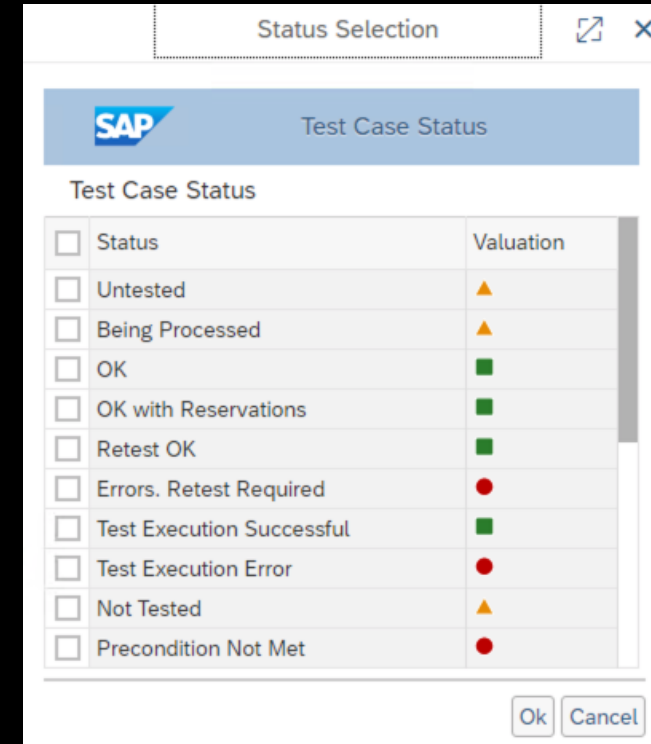 Status Selection
SAP Test Case Status
Test Case Status
Status Valuation
Untested
Being Processed
OK
OK with Reservations
Retest OK
Errors. Retest Required
Test Execution Successful
Test Execution Error
Not Tested
Precondition Not Met
Ok Cancel